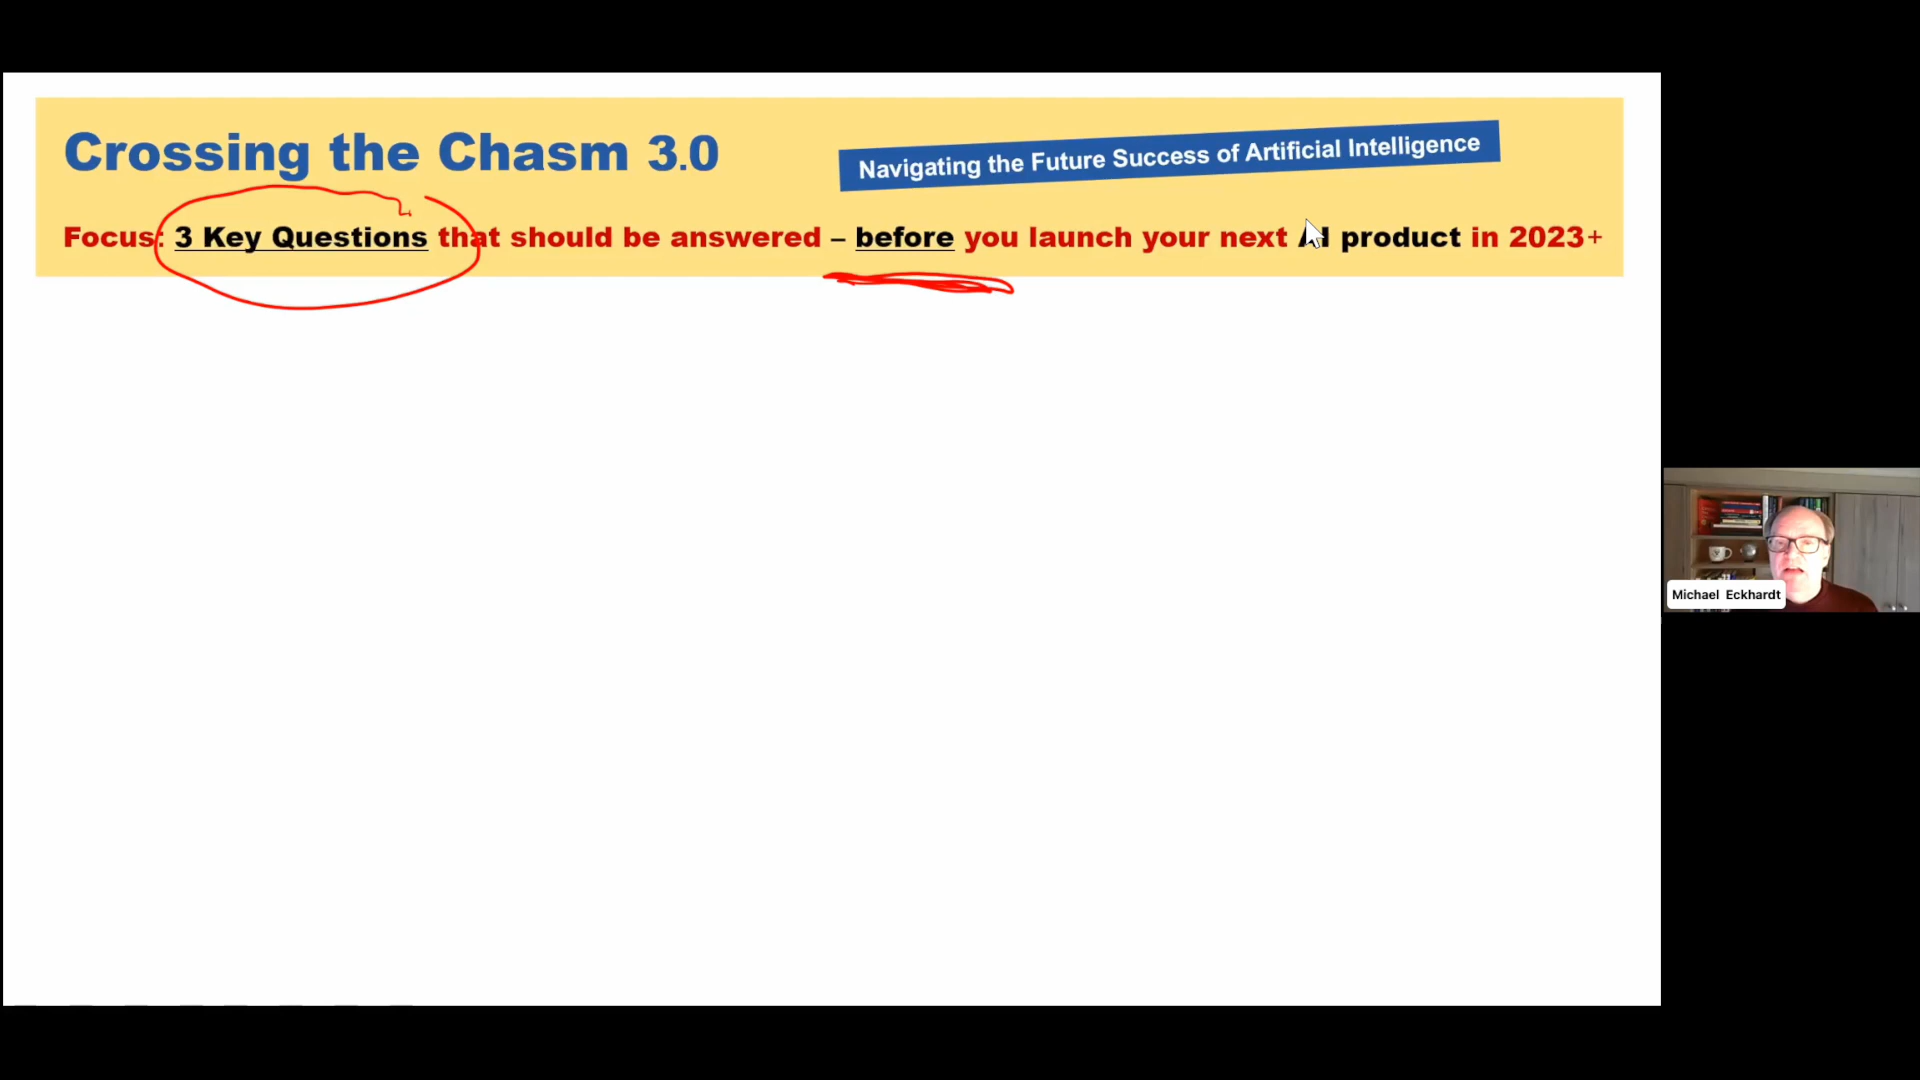 Crossing the Chasm 3.0
Navigating the Future Success of Artificial Intelligence
Focus: 3 Key Questions that should be answered – before you launch your next AI product in 2023+
Michael Eckhardt